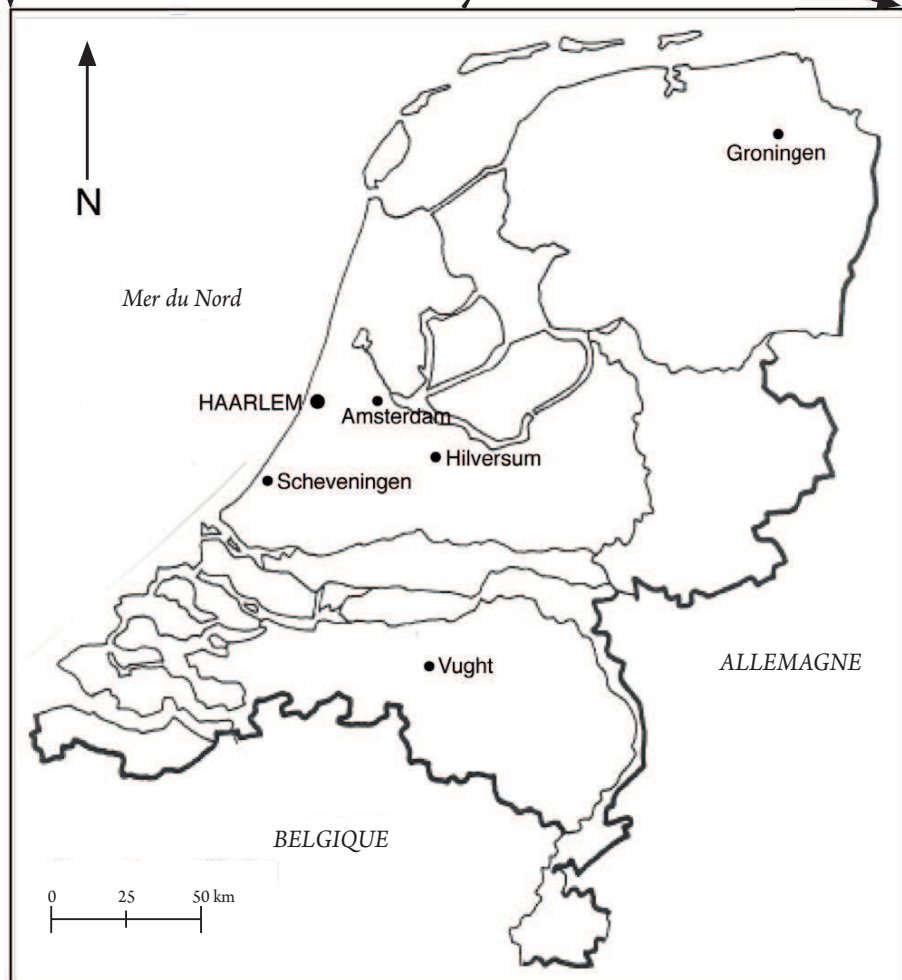 Groningen
N
Mer du Nord
HAARLEM
Amsterdam
Hilversum
Scheveningen
Vught
ALLEMAGNE
BELGIQUE
0 25 50 km